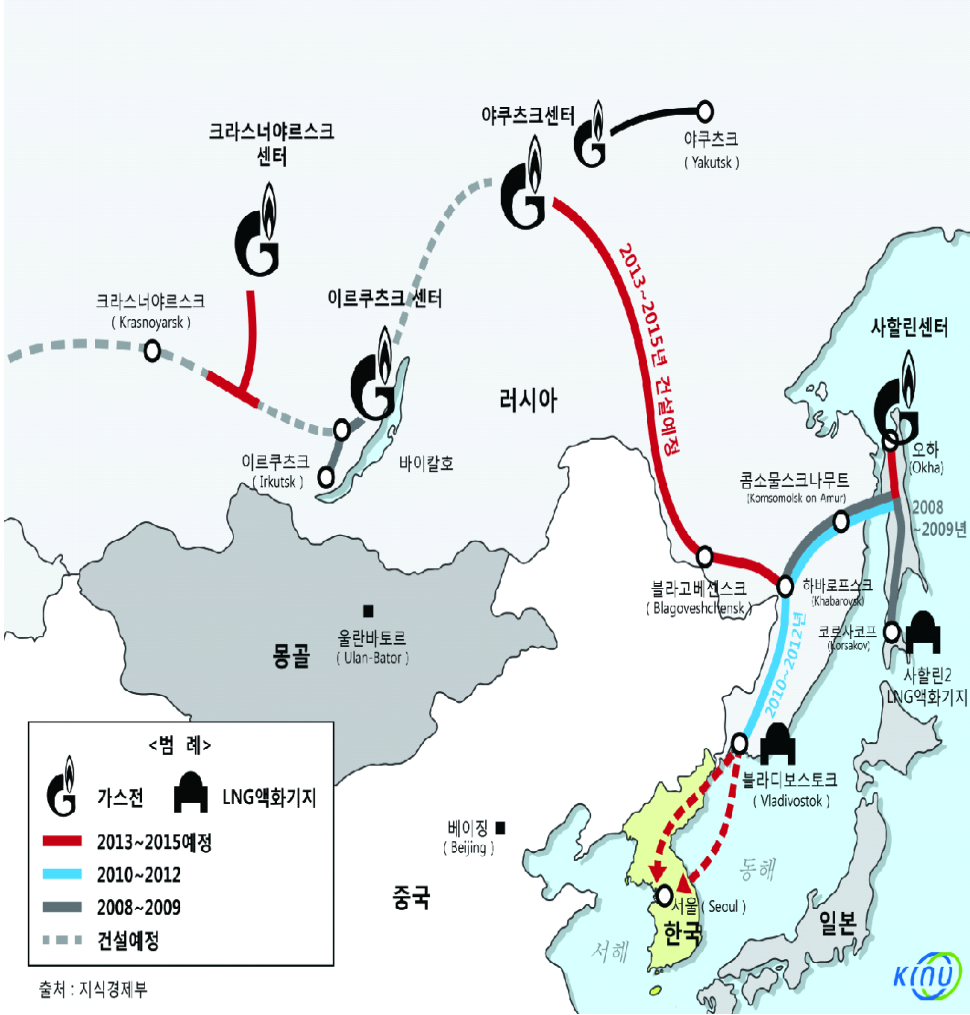 크라스너야르스크
센터
야쿠츠크센터
야쿠츠크
( Yakutsk )
크라스너야르스크
( Krasnoyarsk )
이르쿠츠크 센터
2013~2015년 건설예정
사할린센터
러시아
이르쿠츠크
( Irkutsk )
바이칼호
오하
(Okha)
콤소물스크나무트
(Komsomolsk on Amur)
2008
~2009년
블라고베셴스크
( Blagoveshchensk )
하바로프스크
(Khabarovsk)
코르사코프
(Korsakov)
사할린2
LNG액화기지
울란바토르
( Ulan-Bator )
몽골
2010~2012년
<범 례>
가스전
LNG액화기지
2013~2015예정
2010~2012
2008~2009
건설예정
블라디보스토크
( Vladivostok )
베이징
( Beijing )
중국
동해
서울 ( Seoul )
한국
일본
서해
출처 : 지식경제부
KINU